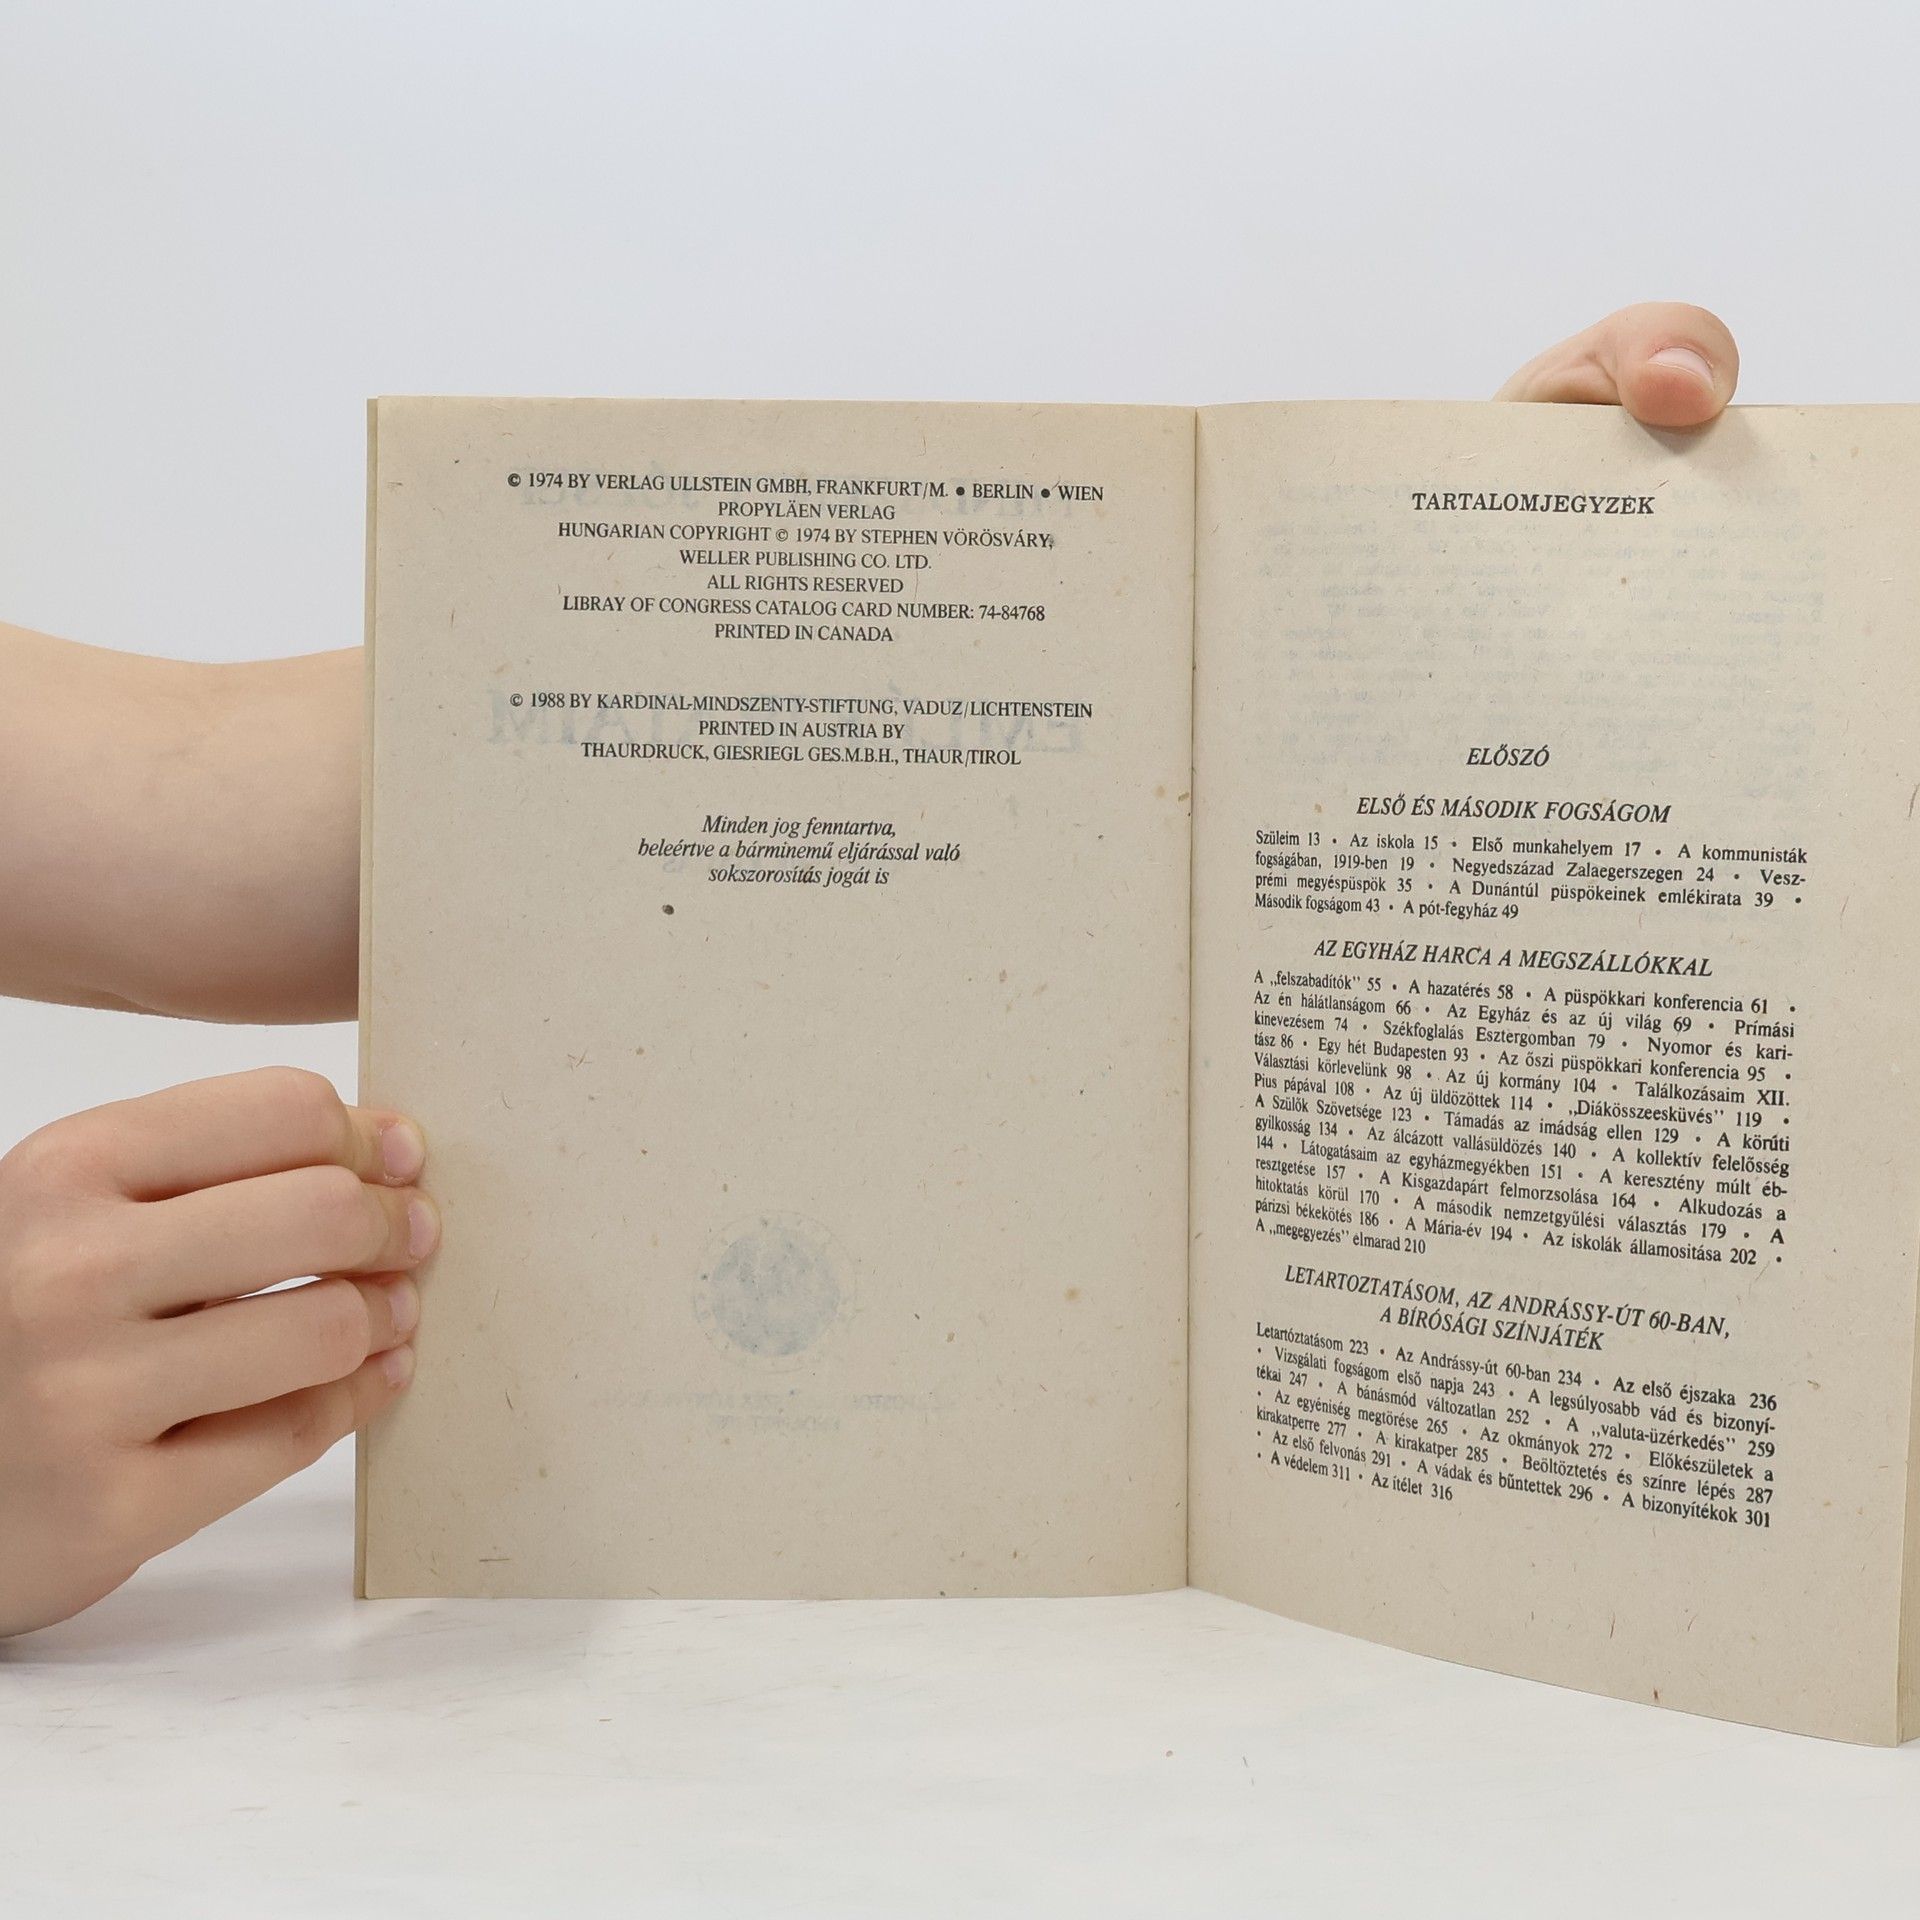 © 1974 BY VERLAG ULLSTEIN GMBH, FRANKFURT/M. ● BERLIN ● WIEN
PROPYLÄEN VERLAG
HUNGARIAN COPYRIGHT © 1974 BY STEPHEN VÖRÖSVÁRY,
WELLER PUBLISHING CO. LTD.
ALL RIGHTS RESERVED
LIBRAY OF CONGRESS CATALOG CARD NUMBER: 74-84768
PRINTED IN CANADA
© 1988 BY KARDINAL-MINDSZENTY-STIFTUNG, VADUZ/LICHTENSTEIN
PRINTED IN AUSTRIA BY
THAURDRUCK, GIESRIEGL GES.M.B.H., THAUR/TIROL
Minden jog fenntartva,
beleértve a bárminemű eljárással való
sokszorosítás jogát is
TARTALOMJEGYZÉK
ELŐSZÓ
ELSŐ ÉS MÁSODIK FOGSÁGOM
Szüleim 13 • Az iskola 15 • Első munkahelyem 17 • A kommunisták
fogságában, 1919-ben 19 • Negyedszázad Zalaegerszegen 24 • Vesz-
prémi megyéspüspök 35 • A Dunántúl püspökeinek emlékirata 39 •
Második fogságom 43 • A pót-fegyház 49
AZ EGYHÁZ HARCA A MEGSZÁLLÓKKAL
A „felszabadítók” 55 • A hazatérés 58 • A püspökkari konferencia 61 •
Az én hálátlanságom 66 • Az Egyház és az új világ 69 • Prímási
kinevezésem 74 • Székfoglalás Esztergomban 79 • Nyomor és kari-
tász 86 • Egy hét Budapesten 93 • Az őszi püspökkari konferencia 95 •
Választási körlevelünk 98 • Az új kormány 104 • Találkozásaim XII.
Pius pápával 108 • Az új üldözöttek 114 • „Diákösszeesküvés” 119 •
A Szülők Szövetsége 123 • Támadás az imádság ellen 129 • A körúti
gyilkosság 134 • Az álcázott vallásüldözés 140 • A kollektív felelősség
144 • Látogatásaim az egyházmegyékben 151 • A keresztény múlt éb-
resztgetése 157 • A Kisgazdapárt felmorzsolása 164 • Alkudozás a
hitoktatás körül 170 • A második nemzetgyűlési választás 179 • A
párizsi békekötés 186 • A Mária-év 194 • Az iskolák államositása 202 •
A „megegyezés” elmarad 210
LETARTOZTATÁSOM, AZ ANDRÁSSY-ÚT 60-BAN,
A BÍRÓSÁGI SZÍNJÁTÉK
Letartóztatásom 223 • Az Andrássy-út 60-ban 234 • Az első éjszaka 236
• Vizsgálati fogságom első napja 243 • A legsúlyosabb vád és bizonyí-
tékai 247 • A bánásmód változatlan 252 • A „valuta-üzérkedés” 259
• Az egyéniség megtörése 265 • Az okmányok 272 • Előkészületek a
kirakatperre 277 • A kirakatper 285 • Beöltöztetés és színre lépés 287
• Az első felvonás 291 • A vádak és bűntettek 296 • A bizonyítékok 301
• A védelem 311 • Az ítélet 316